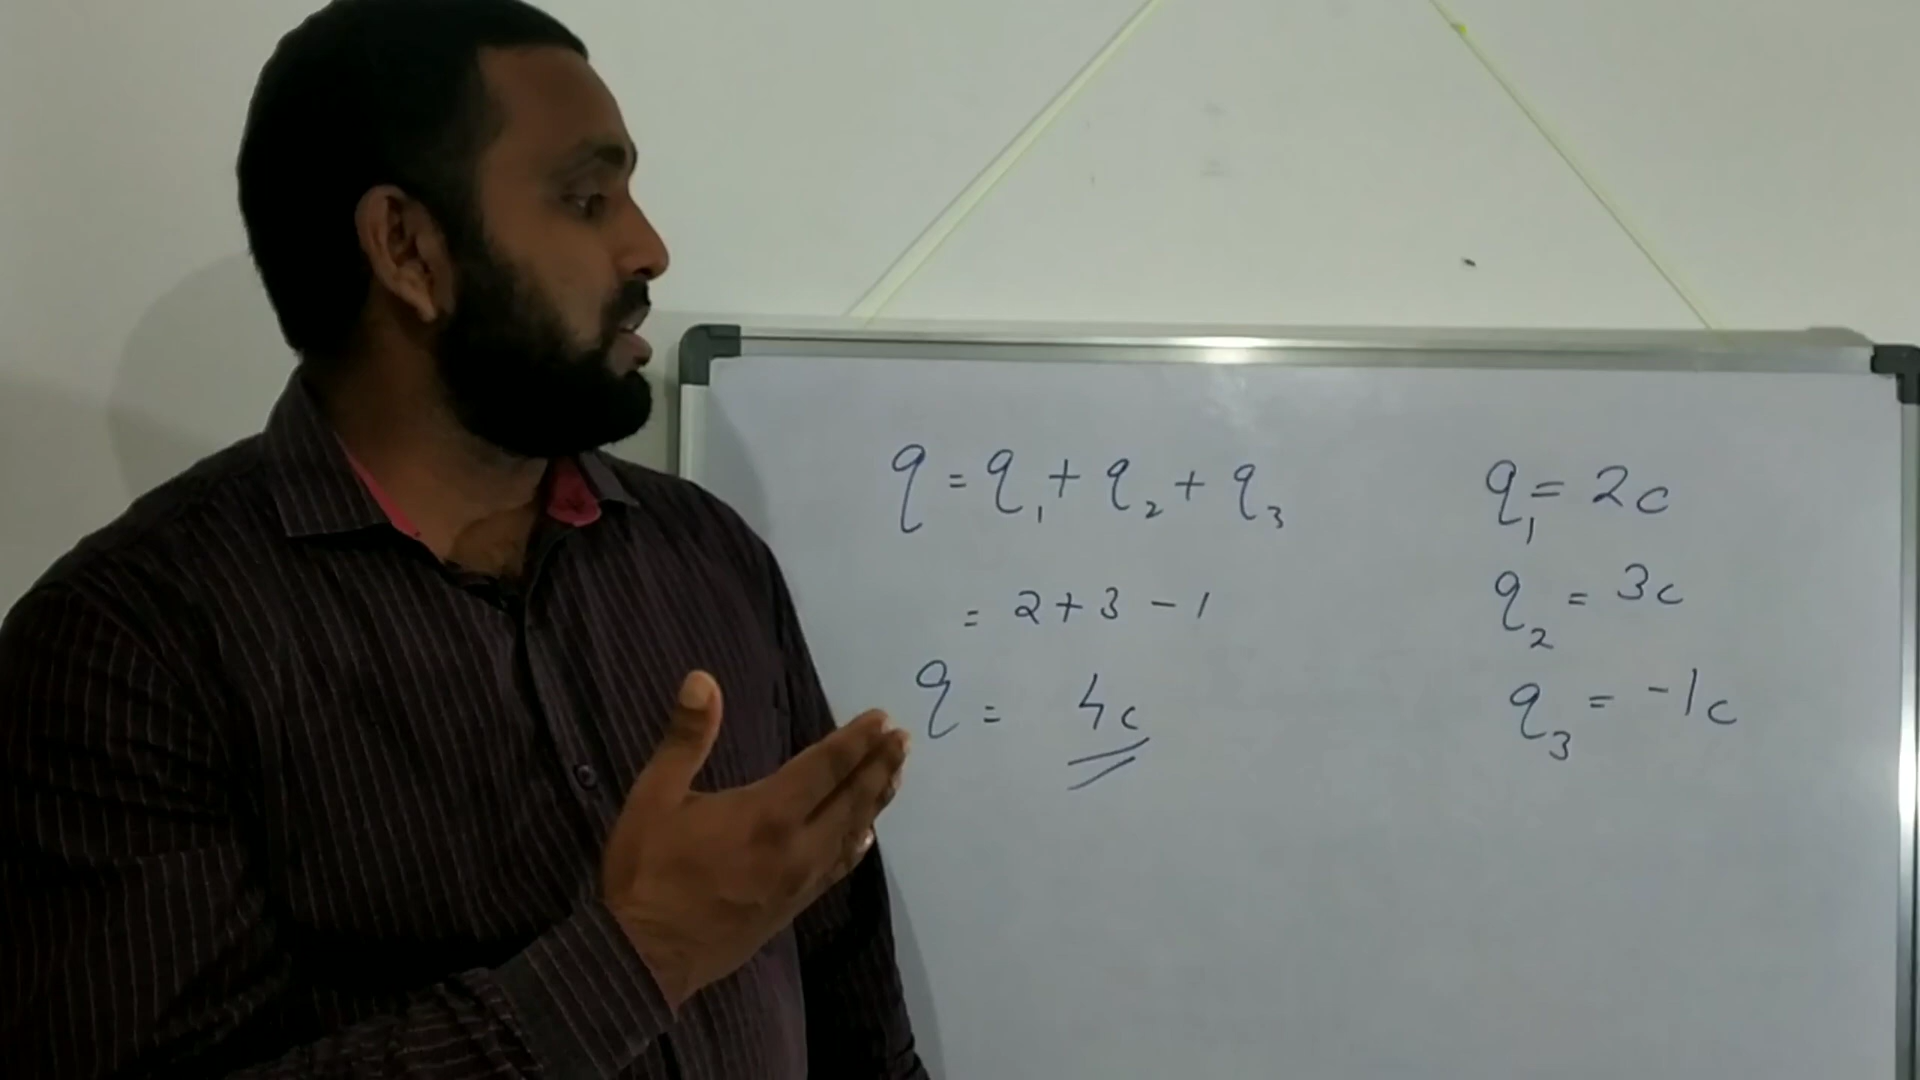 q = q₁ + q₂ + q₃
= 2 + 3 - 1
q = 4c
q₁ = 2c
q₂ = 3c
q₃ = -1c